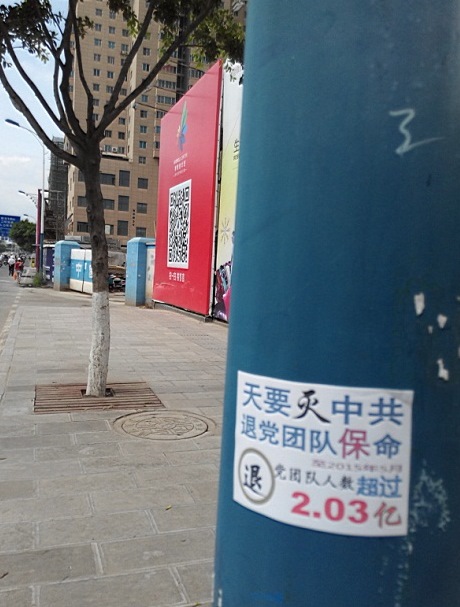 天要灭中共
退党团队保命
至2015年5月
退 党团队人数超过
2.03亿